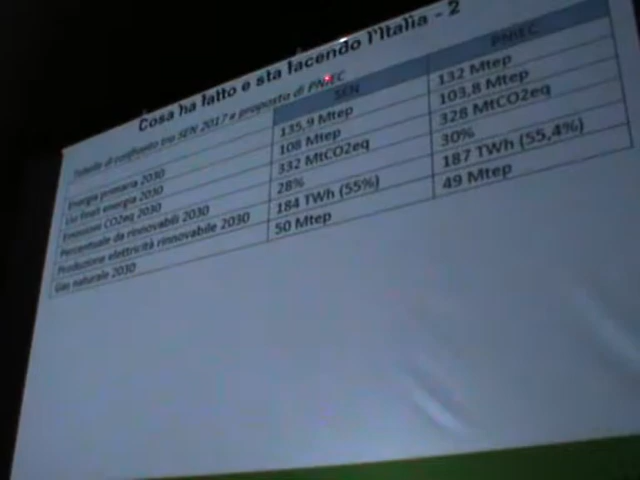 Cosa ha fatto e sta facendo l'Italia - 2
Tabella di confronto tra SEN 2017 e proposta di PNIEC
SEN PNIEC
Energia primaria 2030 135,9 Mtep 132 Mtep
Usi finali energia 2030 108 Mtep 103,8 Mtep
Emissioni CO2eq 2030 332 MtCO2eq 328 MtCO2eq
Percentuale da rinnovabili 2030 28% 30%
Produzione elettricità rinnovabile 2030 184 TWh (55%) 187 TWh (55,4%)
Gas naturale 2030 50 Mtep 49 Mtep